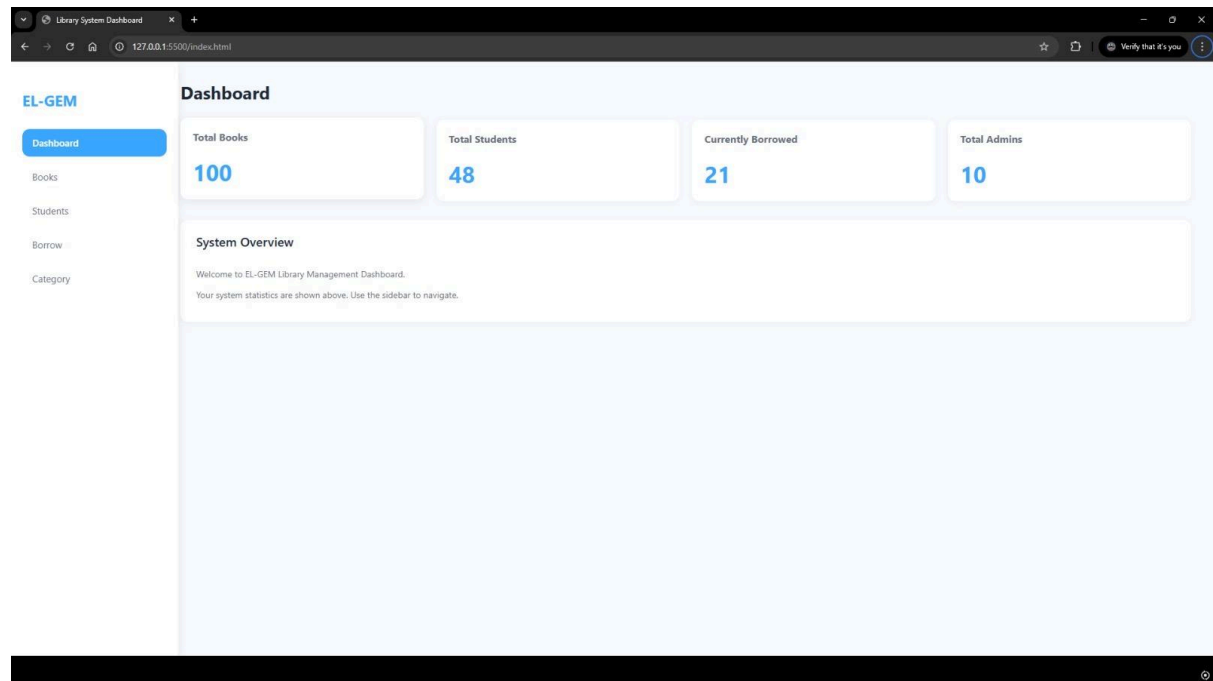 Library System Dashboard
127.0.0.1:5500/index.html
Verify that it's you
EL-GEM
Dashboard
Books
Students
Borrow
Category
Dashboard
Total Books
100
Total Students
48
Currently Borrowed
21
Total Admins
10
System Overview
Welcome to EL-GEM Library Management Dashboard.
Your system statistics are shown above. Use the sidebar to navigate.